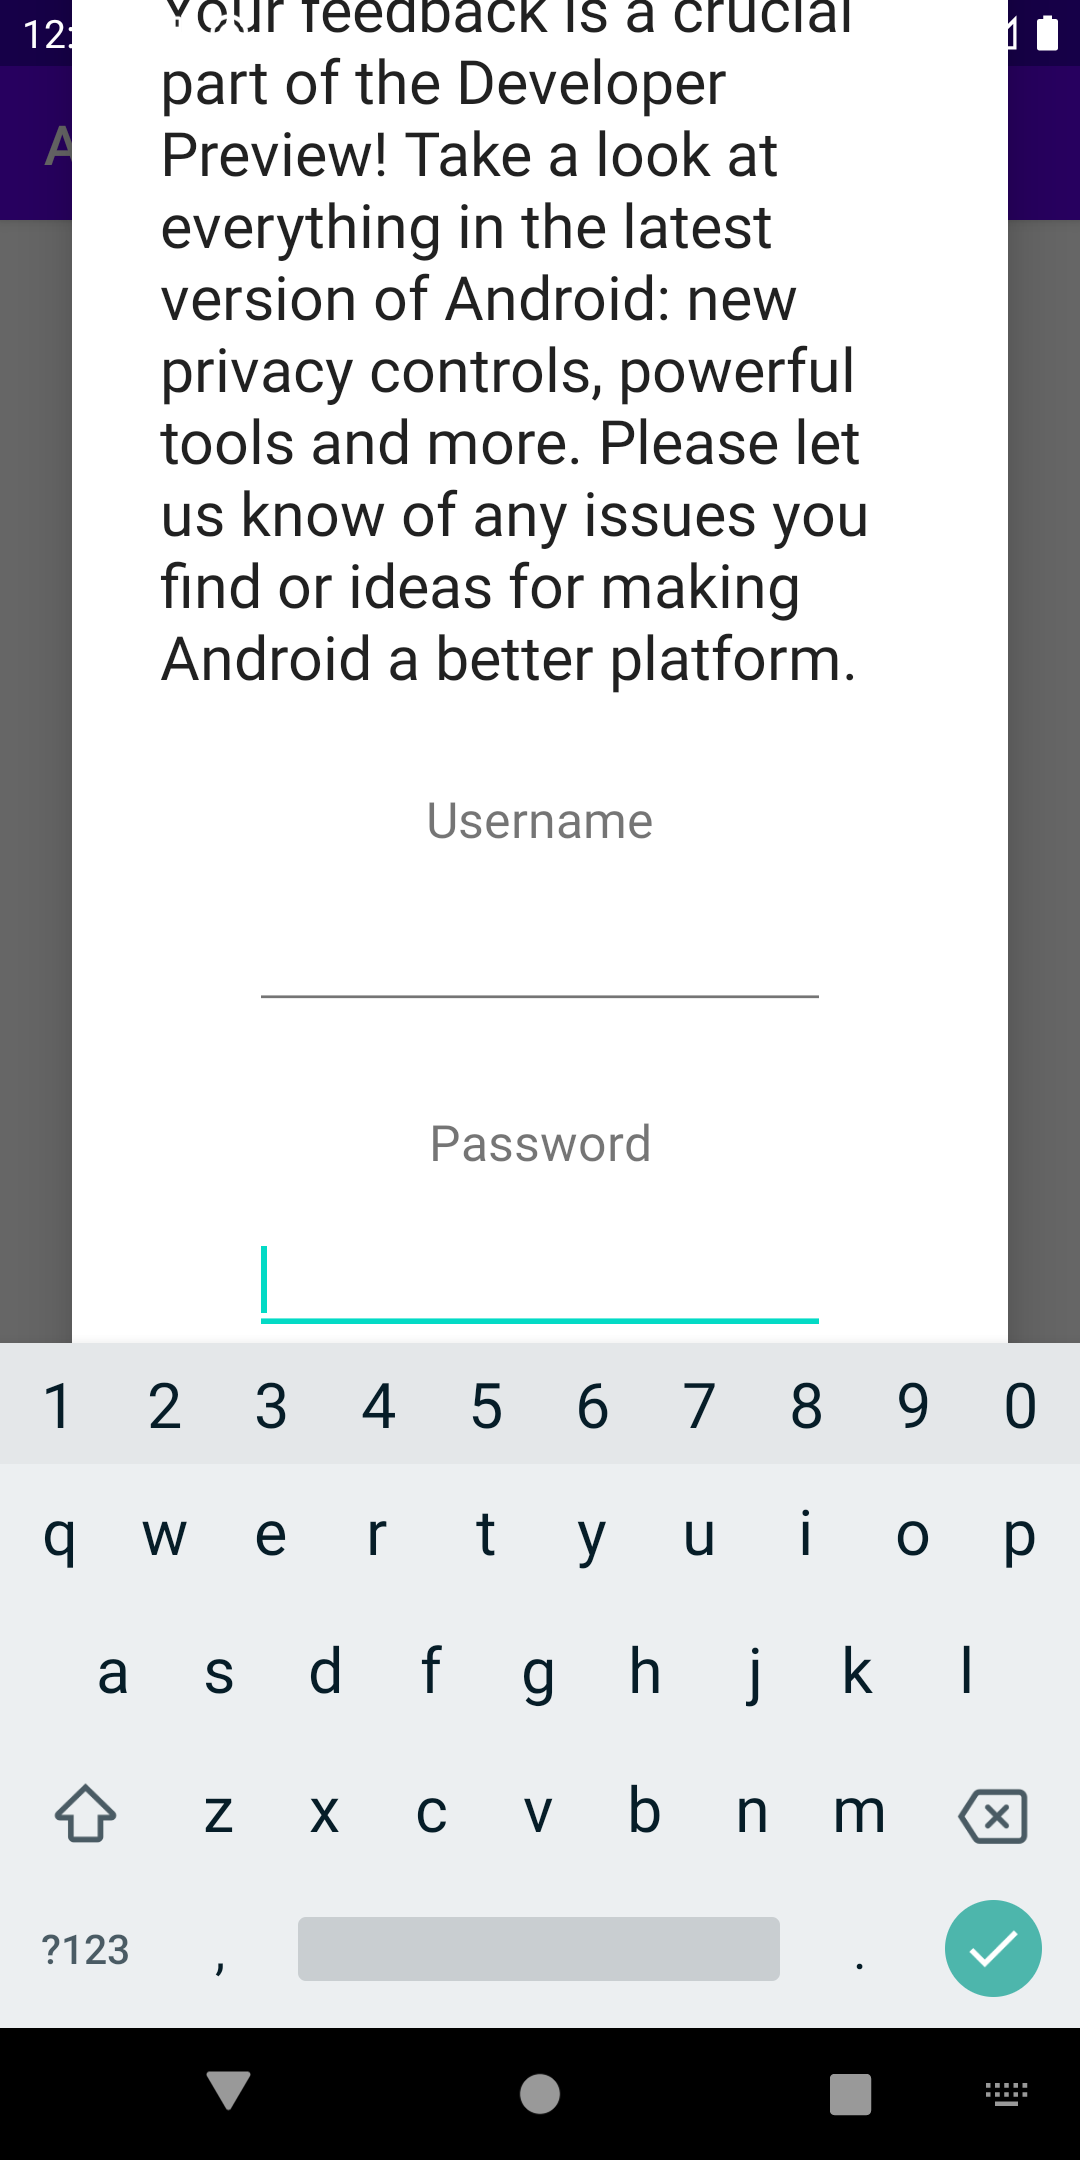 12:
A
Your feedback is a crucial
part of the Developer
Preview! Take a look at
everything in the latest
version of Android: new
privacy controls, powerful
tools and more. Please let
us know of any issues you
find or ideas for making
Android a better platform.
Username
Password
1 2 3 4 5 6 7 8 9 0
q w e r t y u i o p
a s d f g h j k l
z x c v b n m
?123 , .